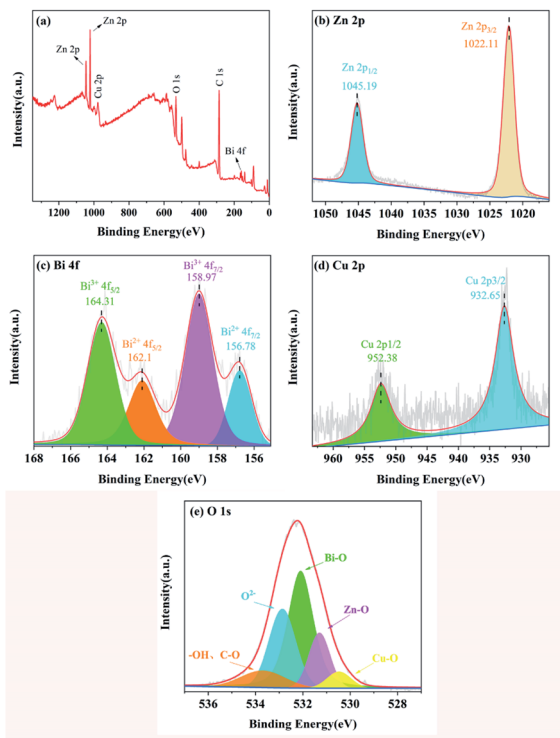 (a)
Zn 2p
Zn 2p
Cu 2p
O 1s
C 1s
Bi 4f
Intensity(a.u.)
1200 1000 800 600 400 200 0
Binding Energy(eV)
(b) Zn 2p
Zn 2p3/2
1022.11
Zn 2p1/2
1045.19
Intensity(a.u.)
1050 1045 1040 1035 1030 1025 1020
Binding Energy(eV)
(c) Bi 4f
Bi³⁺ 4f7/2
158.97
Bi³⁺ 4f5/2
164.31
Bi²⁺ 4f5/2
162.1
Bi²⁺ 4f7/2
156.78
Intensity(a.u.)
168 166 164 162 160 158 156
Binding Energy(eV)
(d) Cu 2p
Cu 2p3/2
932.65
Cu 2p1/2
952.38
Intensity(a.u.)
960 955 950 945 940 935 930
Binding Energy(eV)
(e) O 1s
Bi-O
O²⁻
Zn-O
-OH、C-O
Cu-O
Intensity(a.u.)
536 534 532 530 528
Binding Energy(eV)